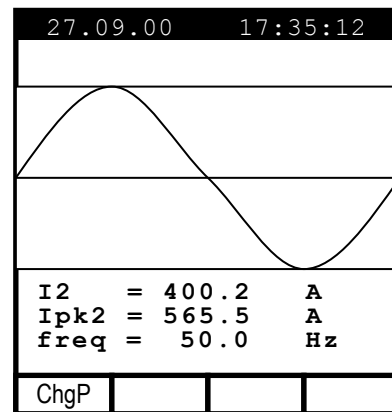 27.09.00 17:35:12
I2 = 400.2 A
Ipk2 = 565.5 A
freq = 50.0 Hz
ChgP